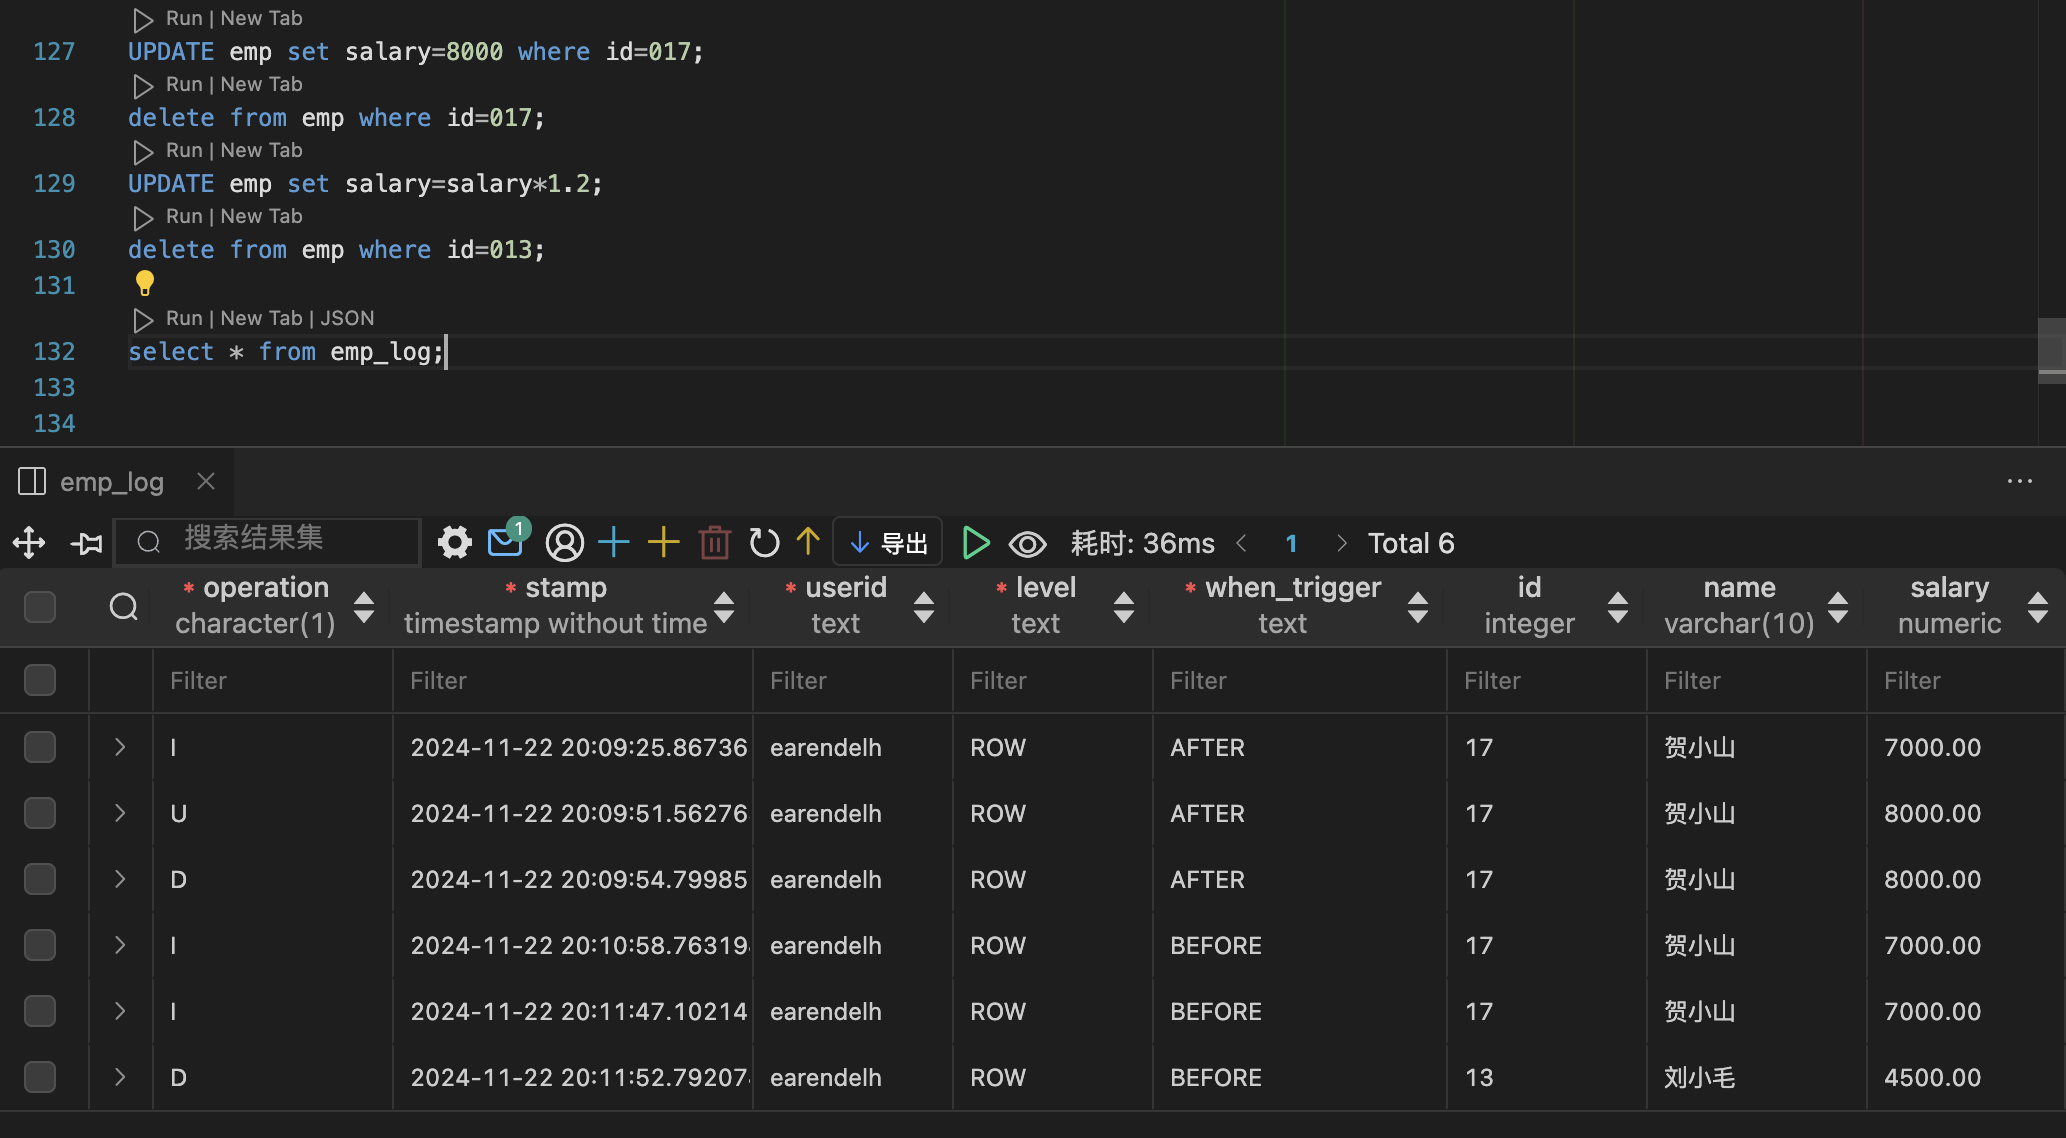 Run | New Tab
127 UPDATE emp set salary=8000 where id=017;
Run | New Tab
128 delete from emp where id=017;
Run | New Tab
129 UPDATE emp set salary=salary*1.2;
Run | New Tab
130 delete from emp where id=013;
131
Run | New Tab | JSON
132 select * from emp_log;
133
134
emp_log
搜索结果集 1 导出 耗时: 36ms 1 Total 6
* operation * stamp * userid * level * when_trigger id name salary
character(1) timestamp without time text text text integer varchar(10) numeric
Filter Filter Filter Filter Filter Filter Filter Filter
I 2024-11-22 20:09:25.86736 earendelh ROW AFTER 17 贺小山 7000.00
U 2024-11-22 20:09:51.56276 earendelh ROW AFTER 17 贺小山 8000.00
D 2024-11-22 20:09:54.79985 earendelh ROW AFTER 17 贺小山 8000.00
I 2024-11-22 20:10:58.76319 earendelh ROW BEFORE 17 贺小山 7000.00
I 2024-11-22 20:11:47.10214 earendelh ROW BEFORE 17 贺小山 7000.00
D 2024-11-22 20:11:52.79207 earendelh ROW BEFORE 13 刘小毛 4500.00